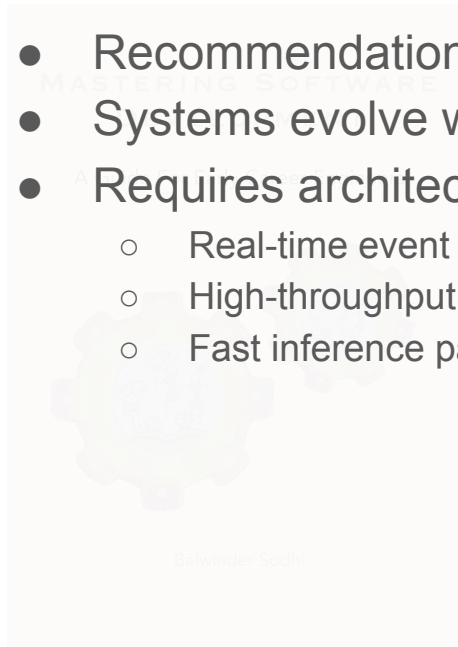 ● Recommendation
● Systems evolve w
● Requires architec
○ Real-time event
○ High-throughput
○ Fast inference pa
MASTERING SOFTWARE
Balwinder Sodhi